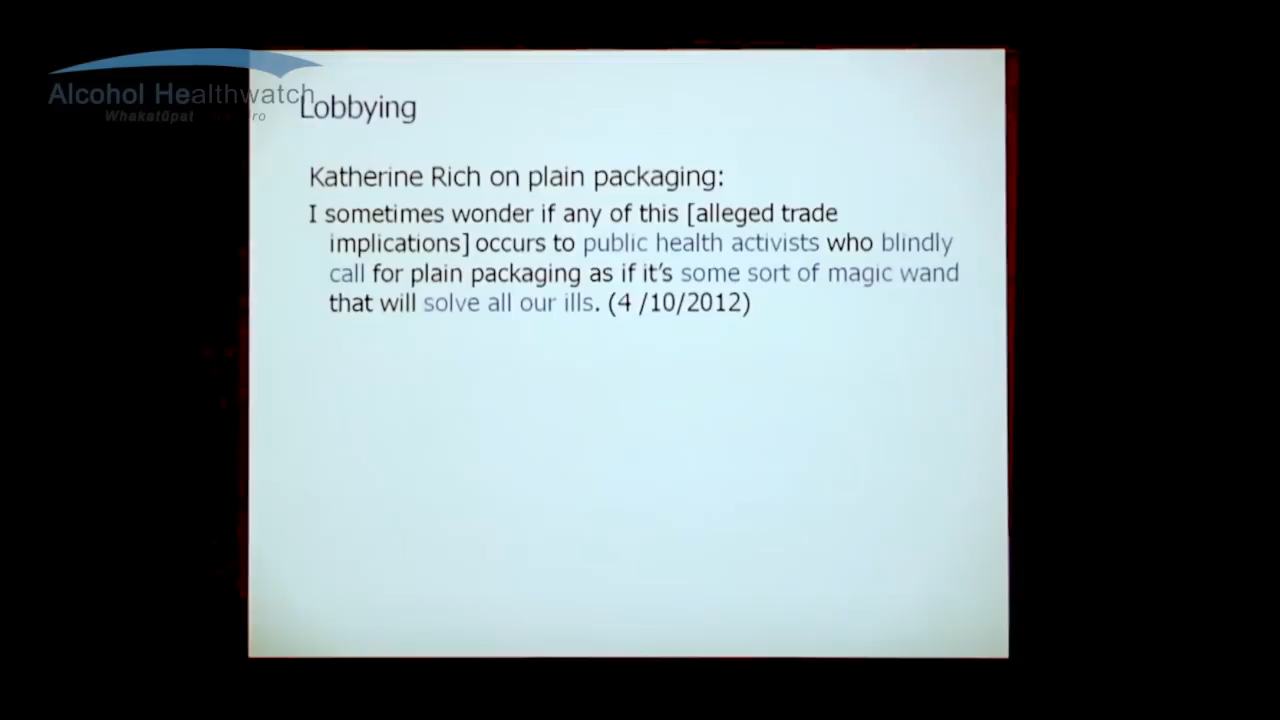 Alcohol Healthwatch
Whakatūpato
Lobbying
Katherine Rich on plain packaging:
I sometimes wonder if any of this [alleged trade
implications] occurs to public health activists who blindly
call for plain packaging as if it’s some sort of magic wand
that will solve all our ills. (4 /10/2012)